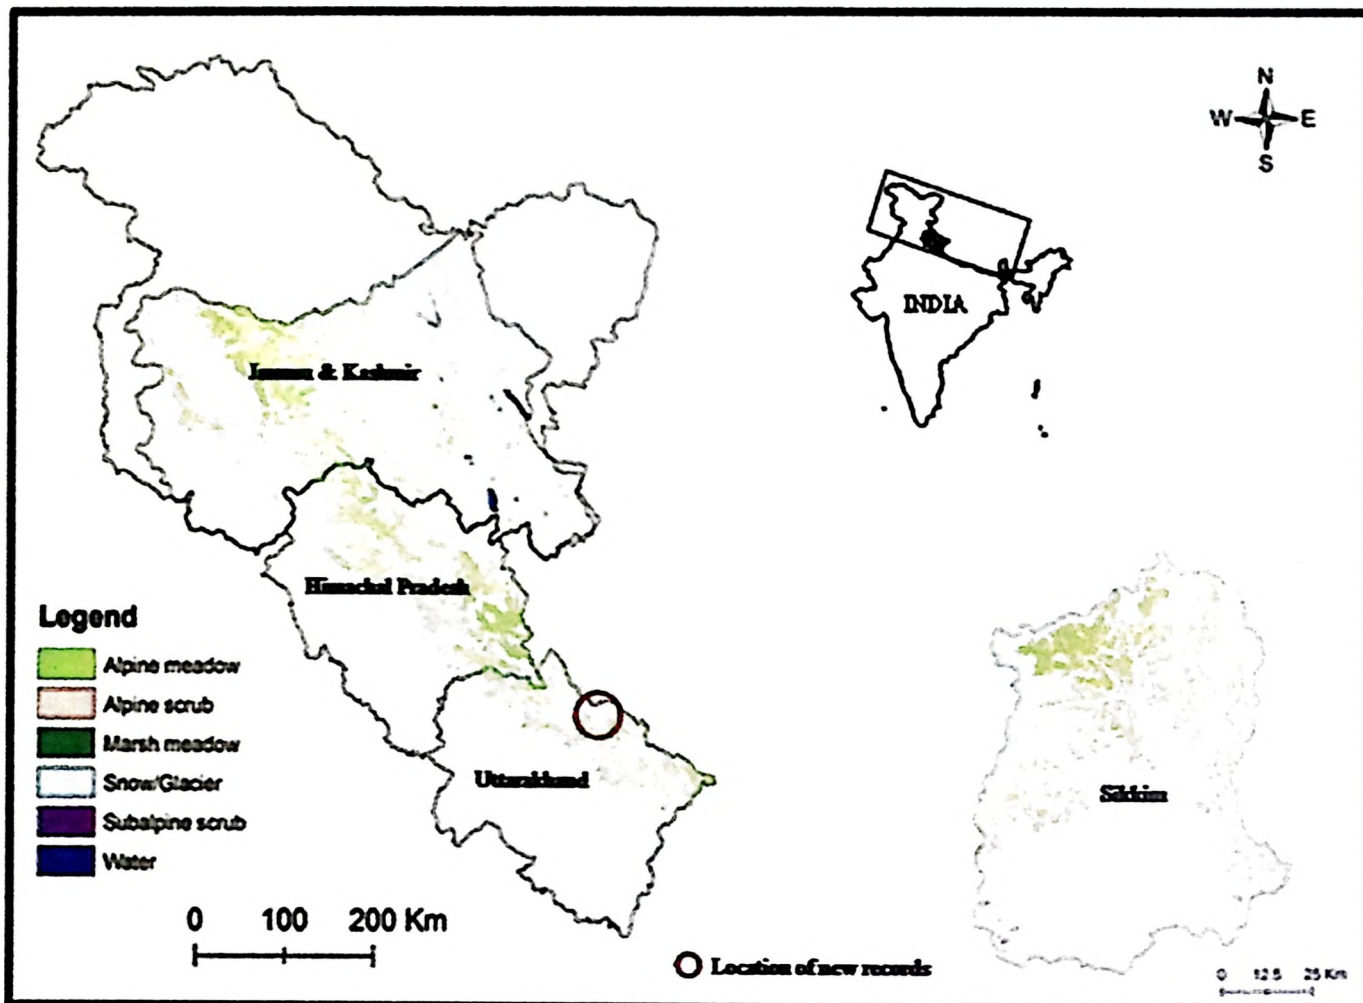 N
W E
S
INDIA
Jammu & Kashmir
Himachal Pradesh
Legend
Alpine meadow
Alpine scrub
Marsh meadow
Snow/Glacier
Subalpine scrub
Water
Uttarakhand
Sikkim
0 100 200 Km
Location of new records
0 12.5 25 Km